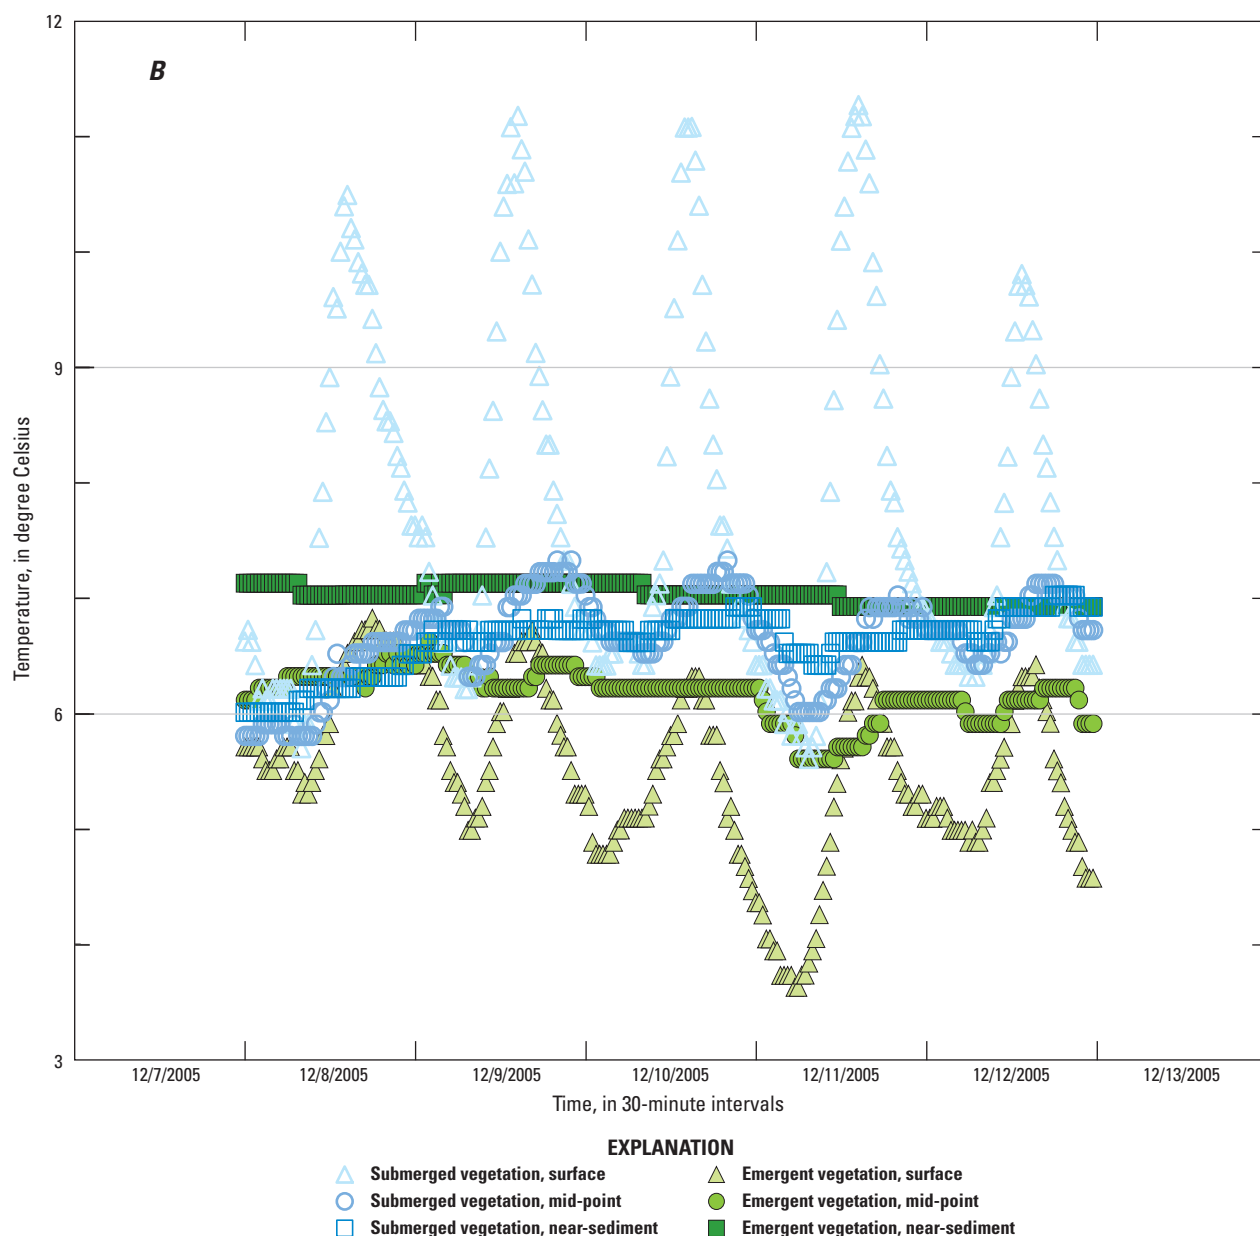 12
B
9
6
3
Temperature, in degree Celsius
12/7/2005 12/8/2005 12/9/2005 12/10/2005 12/11/2005 12/12/2005 12/13/2005
Time, in 30-minute intervals
EXPLANATION
Submerged vegetation, surface Emergent vegetation, surface
Submerged vegetation, mid-point Emergent vegetation, mid-point
Submerged vegetation, near-sediment Emergent vegetation, near-sediment